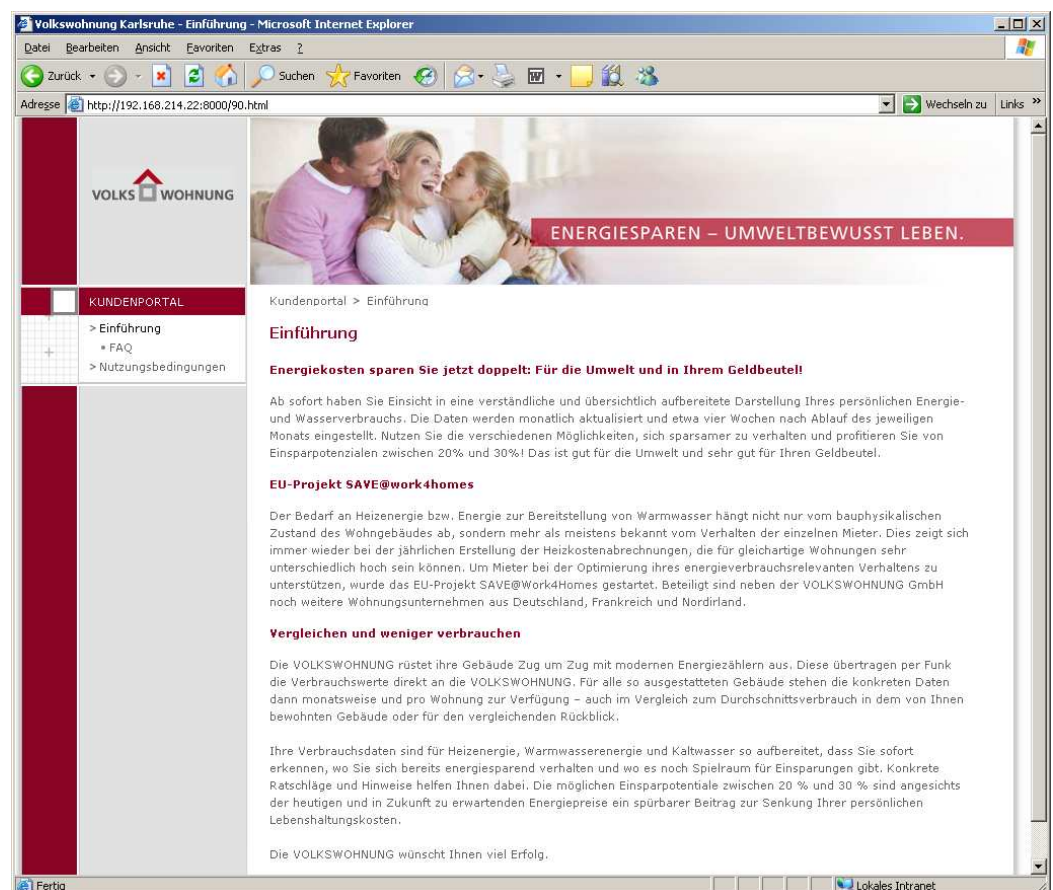 Volkswohnung Karlsruhe - Einführung - Microsoft Internet Explorer
Datei Bearbeiten Ansicht Favoriten Extras ?
Zurück Suchen Favoriten
Adresse http://192.168.214.22:8000/90.html Wechseln zu Links »
VOLKS WOHNUNG
ENERGIESPAREN – UMWELTBEWUSST LEBEN.
KUNDENPORTAL
> Einführung
• FAQ
> Nutzungsbedingungen
Kundenportal > Einführung
Einführung
Energiekosten sparen Sie jetzt doppelt: Für die Umwelt und in Ihrem Geldbeutel!
Ab sofort haben Sie Einsicht in eine verständliche und übersichtlich aufbereitete Darstellung Ihres persönlichen Energie-
und Wasserverbrauchs. Die Daten werden monatlich aktualisiert und etwa vier Wochen nach Ablauf des jeweiligen
Monats eingestellt. Nutzen Sie die verschiedenen Möglichkeiten, sich sparsamer zu verhalten und profitieren Sie von
Einsparpotenzialen zwischen 20% und 30%! Das ist gut für die Umwelt und sehr gut für Ihren Geldbeutel.
EU-Projekt SAVE@work4homes
Der Bedarf an Heizenergie bzw. Energie zur Bereitstellung von Warmwasser hängt nicht nur vom bauphysikalischen
Zustand des Wohngebäudes ab, sondern mehr als meistens bekannt vom Verhalten der einzelnen Mieter. Dies zeigt sich
immer wieder bei der jährlichen Erstellung der Heizkostenabrechnungen, die für gleichartige Wohnungen sehr
unterschiedlich hoch sein können. Um Mieter bei der Optimierung ihres energieverbrauchsrelevanten Verhaltens zu
unterstützen, wurde das EU-Projekt SAVE@Work4Homes gestartet. Beteiligt sind neben der VOLKSWOHNUNG GmbH
noch weitere Wohnungsunternehmen aus Deutschland, Frankreich und Nordirland.
Vergleichen und weniger verbrauchen
Die VOLKSWOHNUNG rüstet ihre Gebäude Zug um Zug mit modernen Energiezählern aus. Diese übertragen per Funk
die Verbrauchswerte direkt an die VOLKSWOHNUNG. Für alle so ausgestatteten Gebäude stehen die konkreten Daten
dann monatsweise und pro Wohnung zur Verfügung – auch im Vergleich zum Durchschnittsverbrauch in dem von Ihnen
bewohnten Gebäude oder für den vergleichenden Rückblick.
Ihre Verbrauchsdaten sind für Heizenergie, Warmwasserenergie und Kaltwasser so aufbereitet, dass Sie sofort
erkennen, wo Sie sich bereits energiesparend verhalten und wo es noch Spielraum für Einsparungen gibt. Konkrete
Ratschläge und Hinweise helfen Ihnen dabei. Die möglichen Einsparpotentiale zwischen 20 % und 30 % sind angesichts
der heutigen und in Zukunft zu erwartenden Energiepreise ein spürbarer Beitrag zur Senkung Ihrer persönlichen
Lebenshaltungskosten.
Die VOLKSWOHNUNG wünscht Ihnen viel Erfolg.
Fertig Lokales Intranet